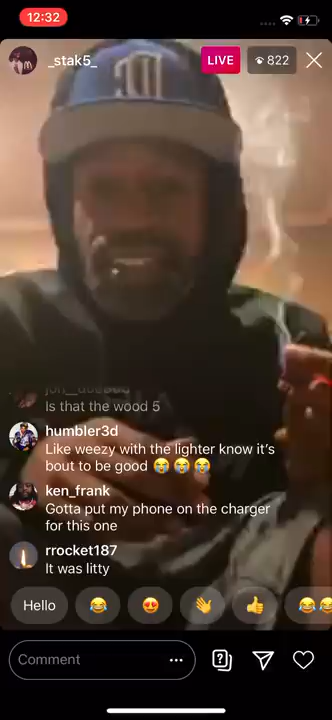 12:32
_stak5_
LIVE
822
Is that the wood 5
humbler3d
Like weezy with the lighter know it's
bout to be good 😭😭😭
ken_frank
Gotta put my phone on the charger
for this one
rrocket187
It was litty
Hello 😂 😍 👋 👍 😂😂
Comment